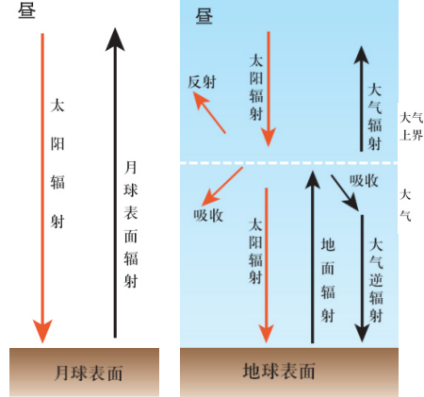 昼
太阳辐射
月球表面辐射
月球表面
昼
太阳辐射
反射
大气辐射
大气
上界
吸收
太阳辐射
地面辐射
吸收
大气逆辐射
大气
地球表面